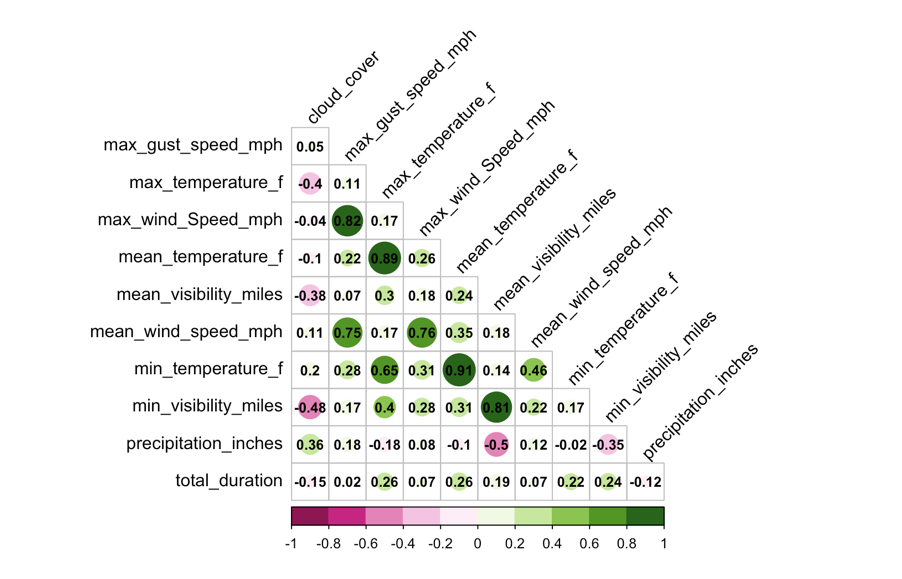 cloud_cover
max_gust_speed_mph
max_temperature_f
max_wind_Speed_mph
mean_temperature_f
mean_visibility_miles
mean_wind_speed_mph
min_temperature_f
min_visibility_miles
precipitation_inches
max_gust_speed_mph 0.05
max_temperature_f -0.4 0.11
max_wind_Speed_mph -0.04 0.82 0.17
mean_temperature_f -0.1 0.22 0.89 0.26
mean_visibility_miles -0.38 0.07 0.3 0.18 0.24
mean_wind_speed_mph 0.11 0.75 0.17 0.76 0.35 0.18
min_temperature_f 0.2 0.28 0.65 0.31 0.91 0.14 0.46
min_visibility_miles -0.48 0.17 0.4 0.28 0.31 0.81 0.22 0.17
precipitation_inches 0.36 0.18 -0.18 0.08 -0.1 -0.5 0.12 -0.02 -0.35
total_duration -0.15 0.02 0.26 0.07 0.26 0.19 0.07 0.22 0.24 -0.12
-1 -0.8 -0.6 -0.4 -0.2 0 0.2 0.4 0.6 0.8 1